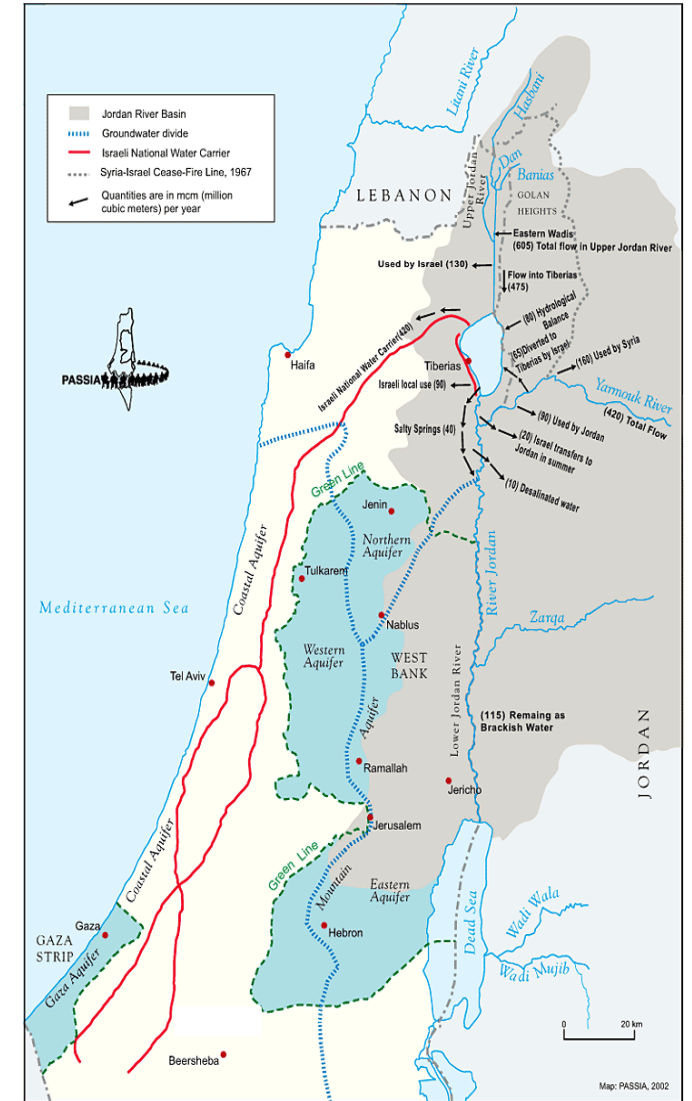 Jordan River Basin
Groundwater divide
Israeli National Water Carrier
Syria-Israel Cease-Fire Line, 1967
Quantities are in mcm (million
cubic meters) per year
Litani River
Hasbani
Dan
Banias
Upper Jordan
River
LEBANON
GOLAN
HEIGHTS
Eastern Wadis
(605) Total flow in Upper Jordan River
Used by Israel (130)
Flow into Tiberias
(475)
(80) Hydrological
Balance
(65)Diverted to
Tiberias by Israel
(160) Used by Syria
Yarmouk River
(420) Total Flow
PASSIA
Haifa
Israeli National Water Carrier(420)
Tiberias
Israeli local use (90)
Salty Springs (40)
(90) Used by Jordan
(20) Israel transfers to
Jordan in summer
(10) Desalinated water
Green Line
Jenin
Northern
Aquifer
Coastal Aquifer
Tulkarem
River Jordan
Mediterranean Sea
Zarqa
Nablus
Western
Aquifer
WEST
BANK
Tel Aviv
Aquifer
Lower Jordan River
(115) Remaing as
Brackish Water
JORDAN
Ramallah
Jericho
Jerusalem
Coastal Aquifer
Green Line
Mountain
Eastern
Aquifer
Dead Sea
Wadi Wala
Wadi Mujib
Gaza
GAZA
STRIP
Gaza Aquifer
Hebron
0 20 km
Beersheba
Map: PASSIA, 2002